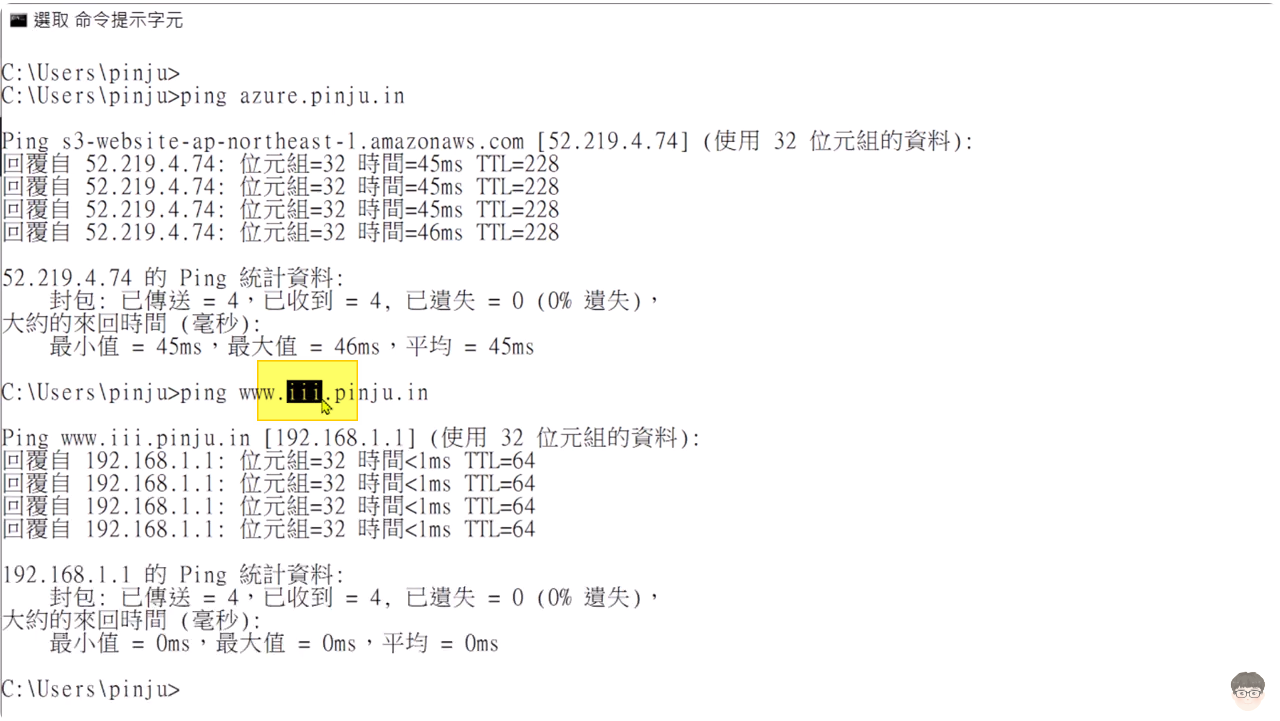 選取 命令提示字元
C:\Users\pinju>
C:\Users\pinju>ping azure.pinju.in
Ping s3-website-ap-northeast-1.amazonaws.com [52.219.4.74] (使用 32 位元組的資料):
回覆自 52.219.4.74: 位元組=32 時間=45ms TTL=228
回覆自 52.219.4.74: 位元組=32 時間=45ms TTL=228
回覆自 52.219.4.74: 位元組=32 時間=45ms TTL=228
回覆自 52.219.4.74: 位元組=32 時間=46ms TTL=228
52.219.4.74 的 Ping 統計資料:
封包: 已傳送 = 4，已收到 = 4, 已遺失 = 0 (0% 遺失)，
大約的來回時間 (毫秒):
最小值 = 45ms，最大值 = 46ms，平均 = 45ms
C:\Users\pinju>ping www.iii.pinju.in
Ping www.iii.pinju.in [192.168.1.1] (使用 32 位元組的資料):
回覆自 192.168.1.1: 位元組=32 時間<1ms TTL=64
回覆自 192.168.1.1: 位元組=32 時間<1ms TTL=64
回覆自 192.168.1.1: 位元組=32 時間<1ms TTL=64
回覆自 192.168.1.1: 位元組=32 時間<1ms TTL=64
192.168.1.1 的 Ping 統計資料:
封包: 已傳送 = 4，已收到 = 4, 已遺失 = 0 (0% 遺失)，
大約的來回時間 (毫秒):
最小值 = 0ms，最大值 = 0ms，平均 = 0ms
C:\Users\pinju>